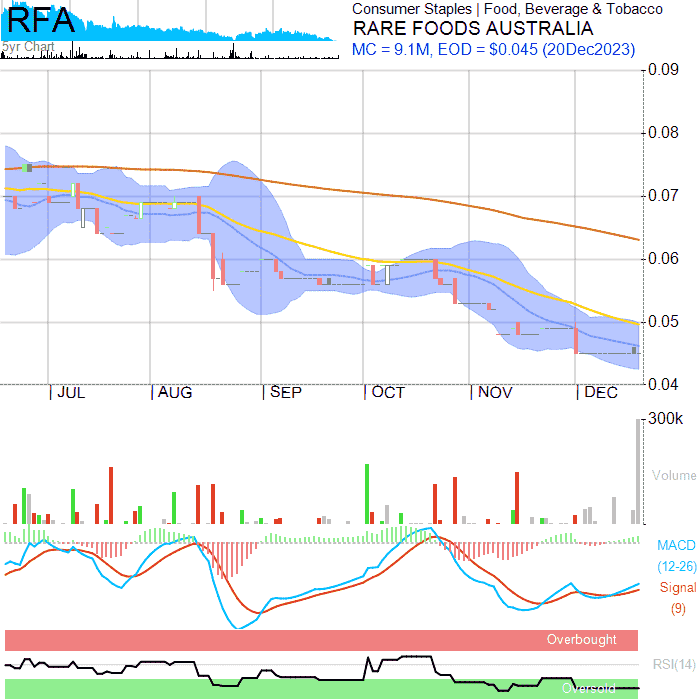 RFA
5yr Chart
Consumer Staples | Food, Beverage & Tobacco
RARE FOODS AUSTRALIA
MC = 9.1M, EOD = $0.045 (20Dec2023)
0.09
0.08
0.07
0.06
0.05
0.04
JUL AUG SEP OCT NOV DEC
300k
Volume
MACD
(12-26)
Signal
(9)
Overbought
RSI(14)
Oversold